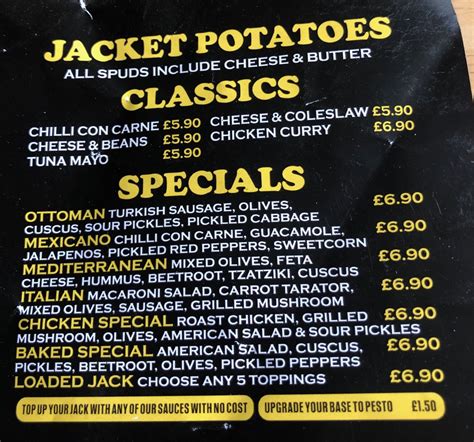 JACKET POTATOES
ALL SPUDS INCLUDE CHEESE & BUTTER
CLASSICS
CHILLI CON CARNE £5.90 CHEESE & COLESLAW £5.90
CHEESE & BEANS £5.90 CHICKEN CURRY £6.90
TUNA MAYO £5.90
SPECIALS
OTTOMAN TURKISH SAUSAGE, OLIVES, £6.90
CUSCUS, SOUR PICKLES, PICKLED CABBAGE
MEXICANO CHILLI CON CARNE, GUACAMOLE, £6.90
JALAPENOS, PICKLED RED PEPPERS, SWEETCORN
MEDITERRANEAN MIXED OLIVES, FETA £6.90
CHEESE, HUMMUS, BEETROOT, TZATZIKI, CUSCUS
ITALIAN MACARONI SALAD, CARROT TARATOR, £6.90
MIXED OLIVES, SAUSAGE, GRILLED MUSHROOM
CHICKEN SPECIAL ROAST CHICKEN, GRILLED £6.90
MUSHROOM, OLIVES, AMERICAN SALAD & SOUR PICKLES
BAKED SPECIAL AMERICAN SALAD, CUSCUS, £6.90
PICKLES, BEETROOT, OLIVES, PICKLED PEPPERS
LOADED JACK CHOOSE ANY 5 TOPPINGS £6.90
TOP UP YOUR JACK WITH ANY OF OUR SAUCES WITH NO COST UPGRADE YOUR BASE TO PESTO £1.50